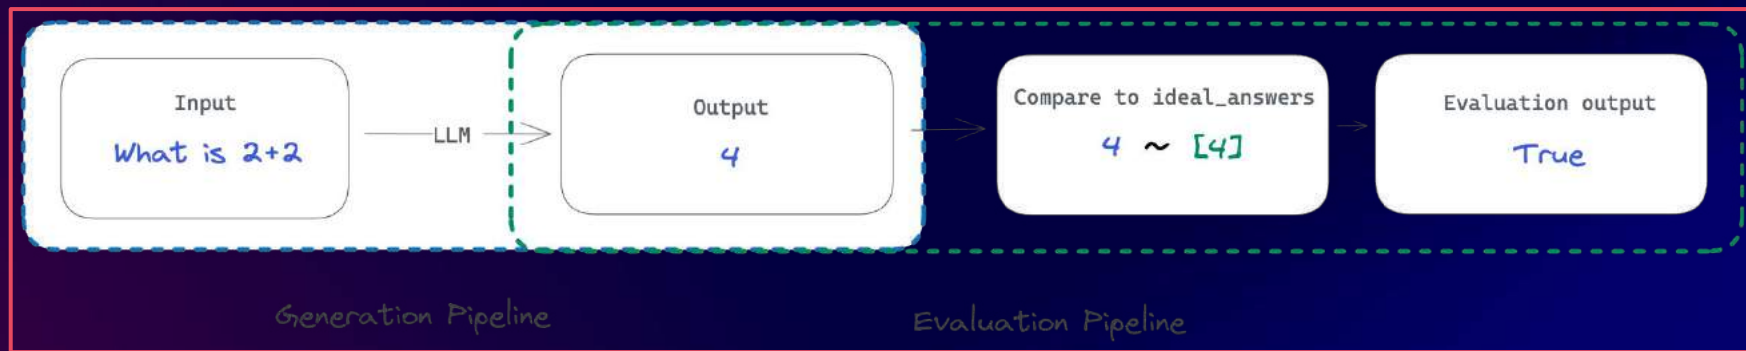 Input
What is 2+2
LLM
Output
4
Compare to ideal_answers
4 ~ [4]
Evaluation output
True
Generation Pipeline
Evaluation Pipeline